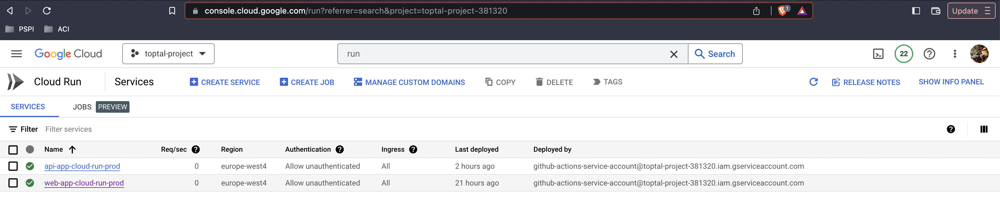 console.cloud.google.com/run?referrer=search&project=toptal-project-381320
1
Update
PSPI
ACI
Google Cloud
toptal-project
run
Search
22
Cloud Run
Services
CREATE SERVICE
CREATE JOB
MANAGE CUSTOM DOMAINS
COPY
DELETE
TAGS
RELEASE NOTES
SHOW INFO PANEL
SERVICES
JOBS
PREVIEW
Filter
Filter services
Name Req/sec Region Authentication Ingress Last deployed Deployed by
api-app-cloud-run-prod 0 europe-west4 Allow unauthenticated All 2 hours ago github-actions-service-account@toptal-project-381320.iam.gserviceaccount.com
web-app-cloud-run-prod 0 europe-west4 Allow unauthenticated All 21 hours ago github-actions-service-account@toptal-project-381320.iam.gserviceaccount.com